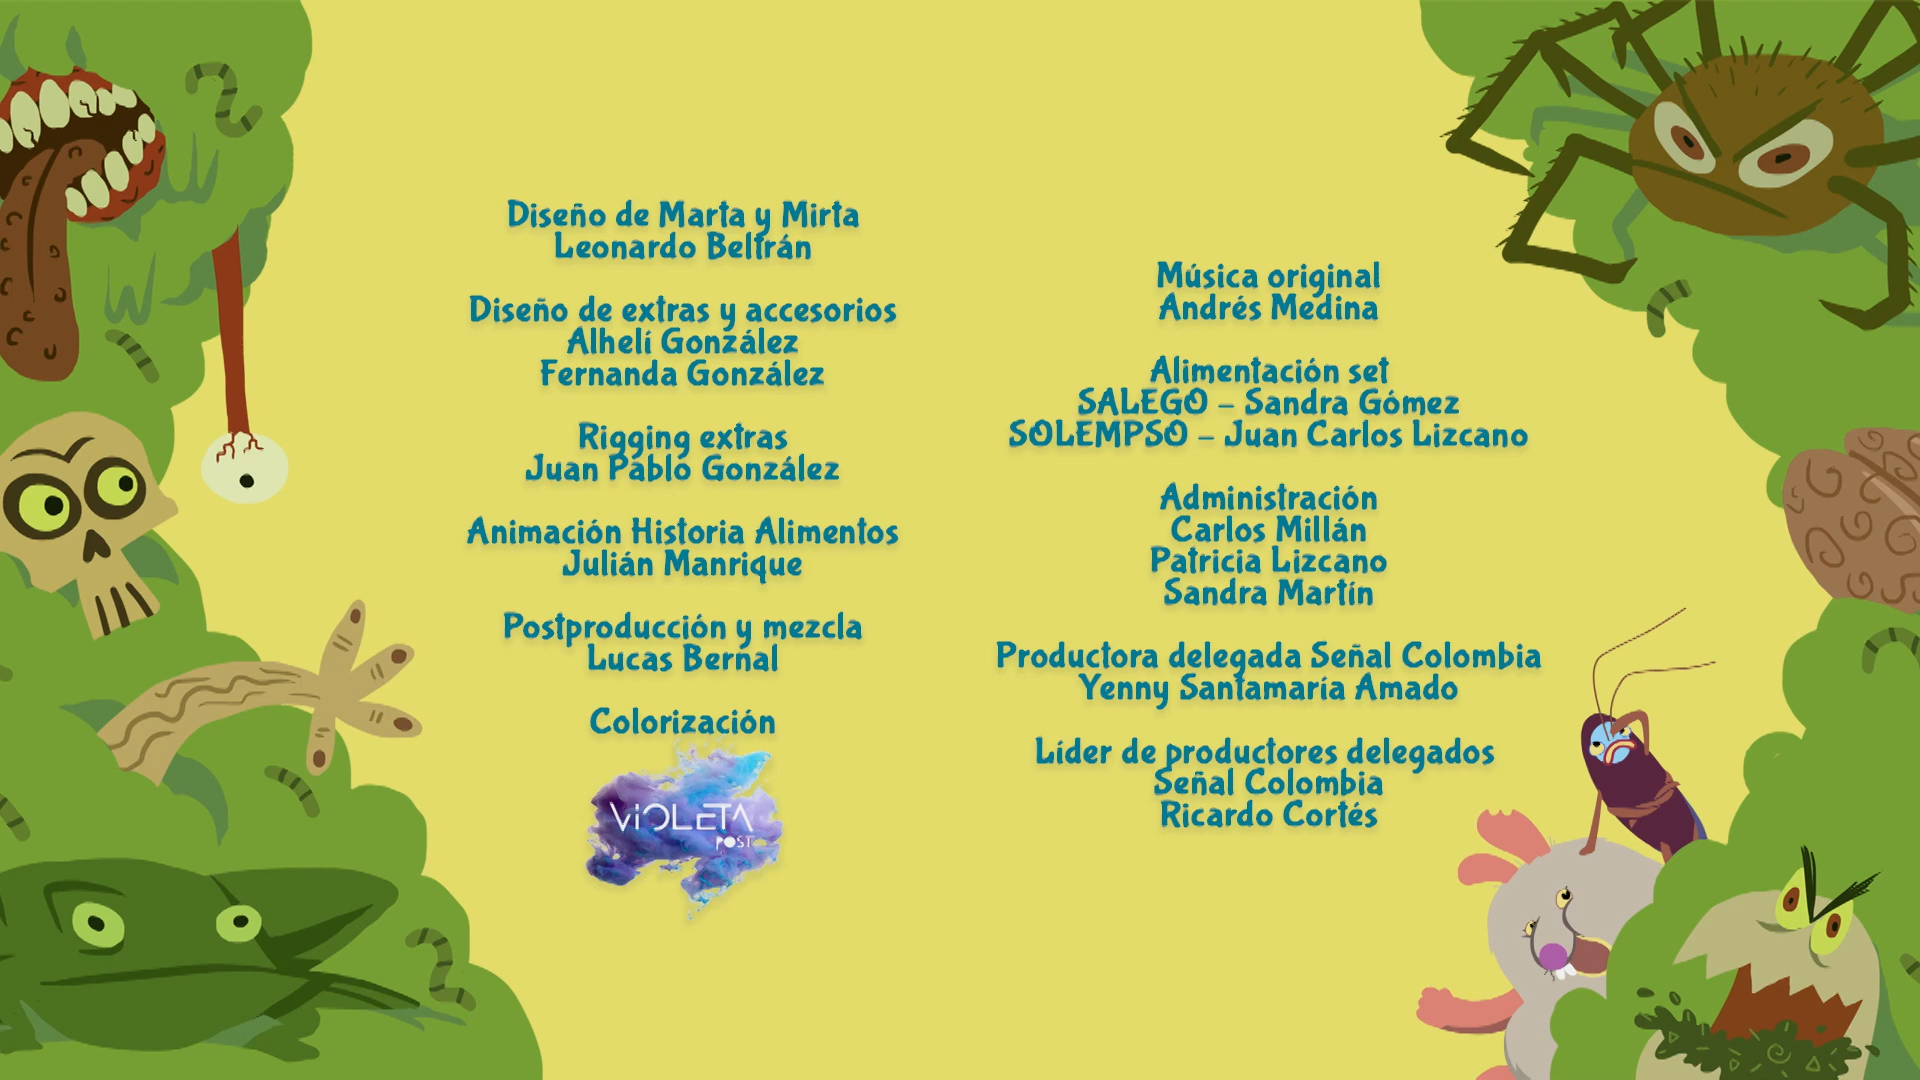 Diseño de Marta y Mirta
Leonardo Beltrán
Diseño de extras y accesorios
Alhelí González
Fernanda González
Rigging extras
Juan Pablo González
Animación Historia Alimentos
Julián Manrique
Postproducción y mezcla
Lucas Bernal
Colorización
ViOLETA
POST
Música original
Andrés Medina
Alimentación set
SALEGO - Sandra Gómez
SOLEMPSO - Juan Carlos Lizcano
Administración
Carlos Millán
Patricia Lizcano
Sandra Martín
Productora delegada Señal Colombia
Yenny Santamaría Amado
Líder de productores delegados
Señal Colombia
Ricardo Cortés